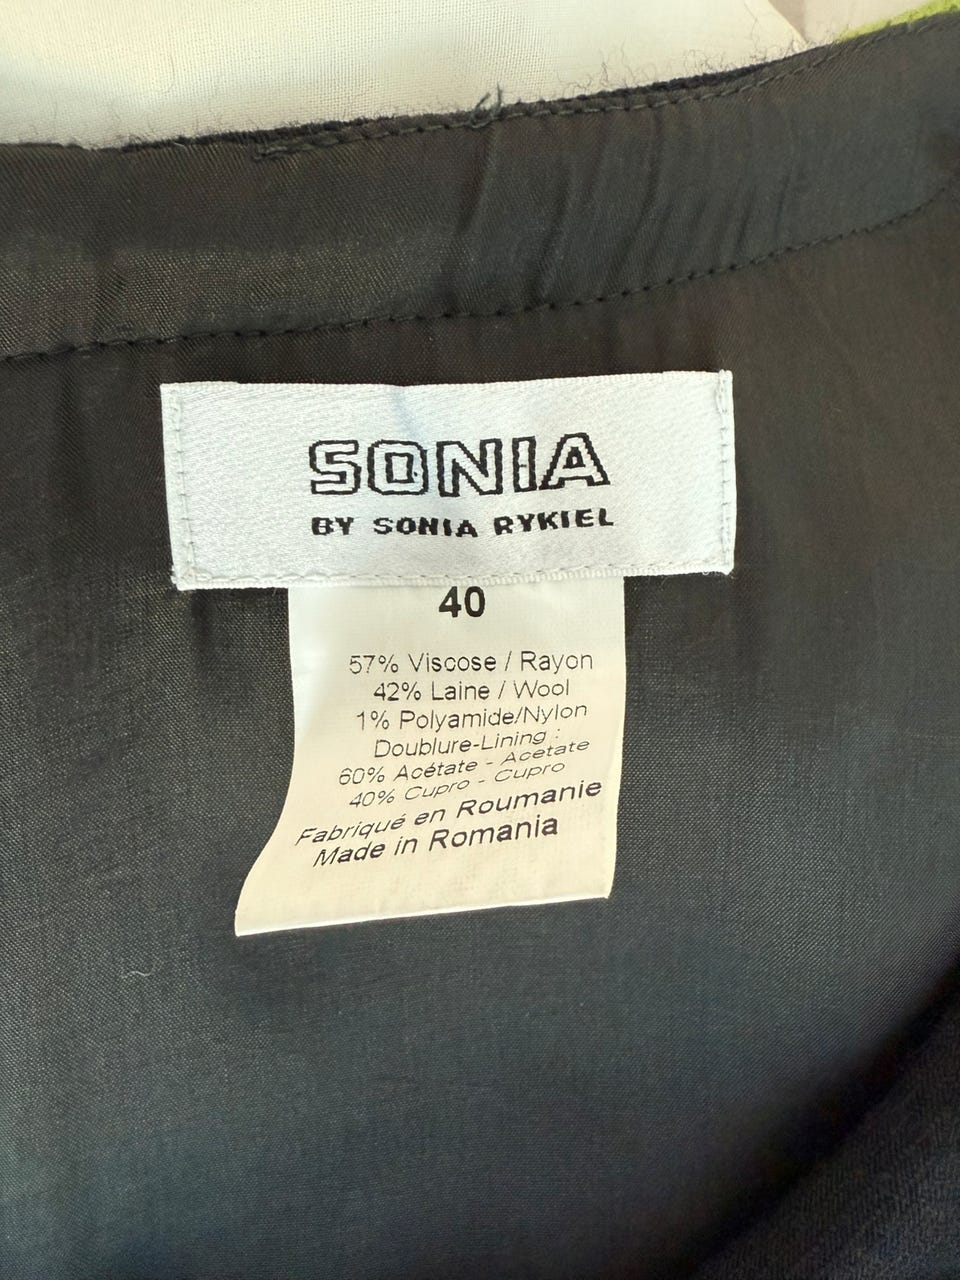 SONIA
BY SONIA RYKIEL
40
57% Viscose / Rayon
42% Laine / Wool
1% Polyamide/Nylon
Doublure-Lining :
60% Acétate - Acetate
40% Cupro - Cupro
Fabriqué en Roumanie
Made in Romania